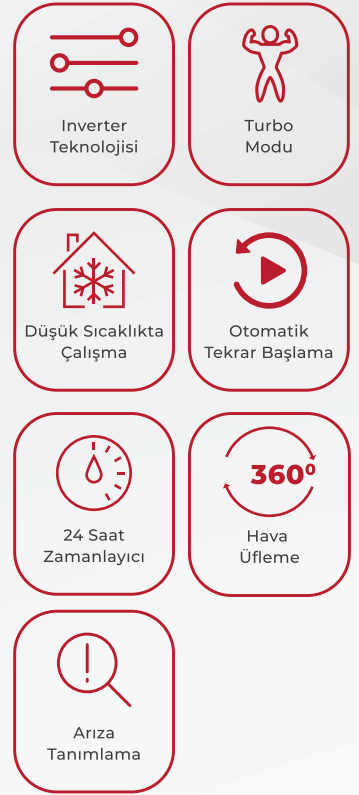 Inverter
Teknolojisi
Turbo
Modu
Düşük Sıcaklıkta
Çalışma
Otomatik
Tekrar Başlama
24 Saat
Zamanlayıcı
360⁰
Hava
Üfleme
Arıza
Tanımlama